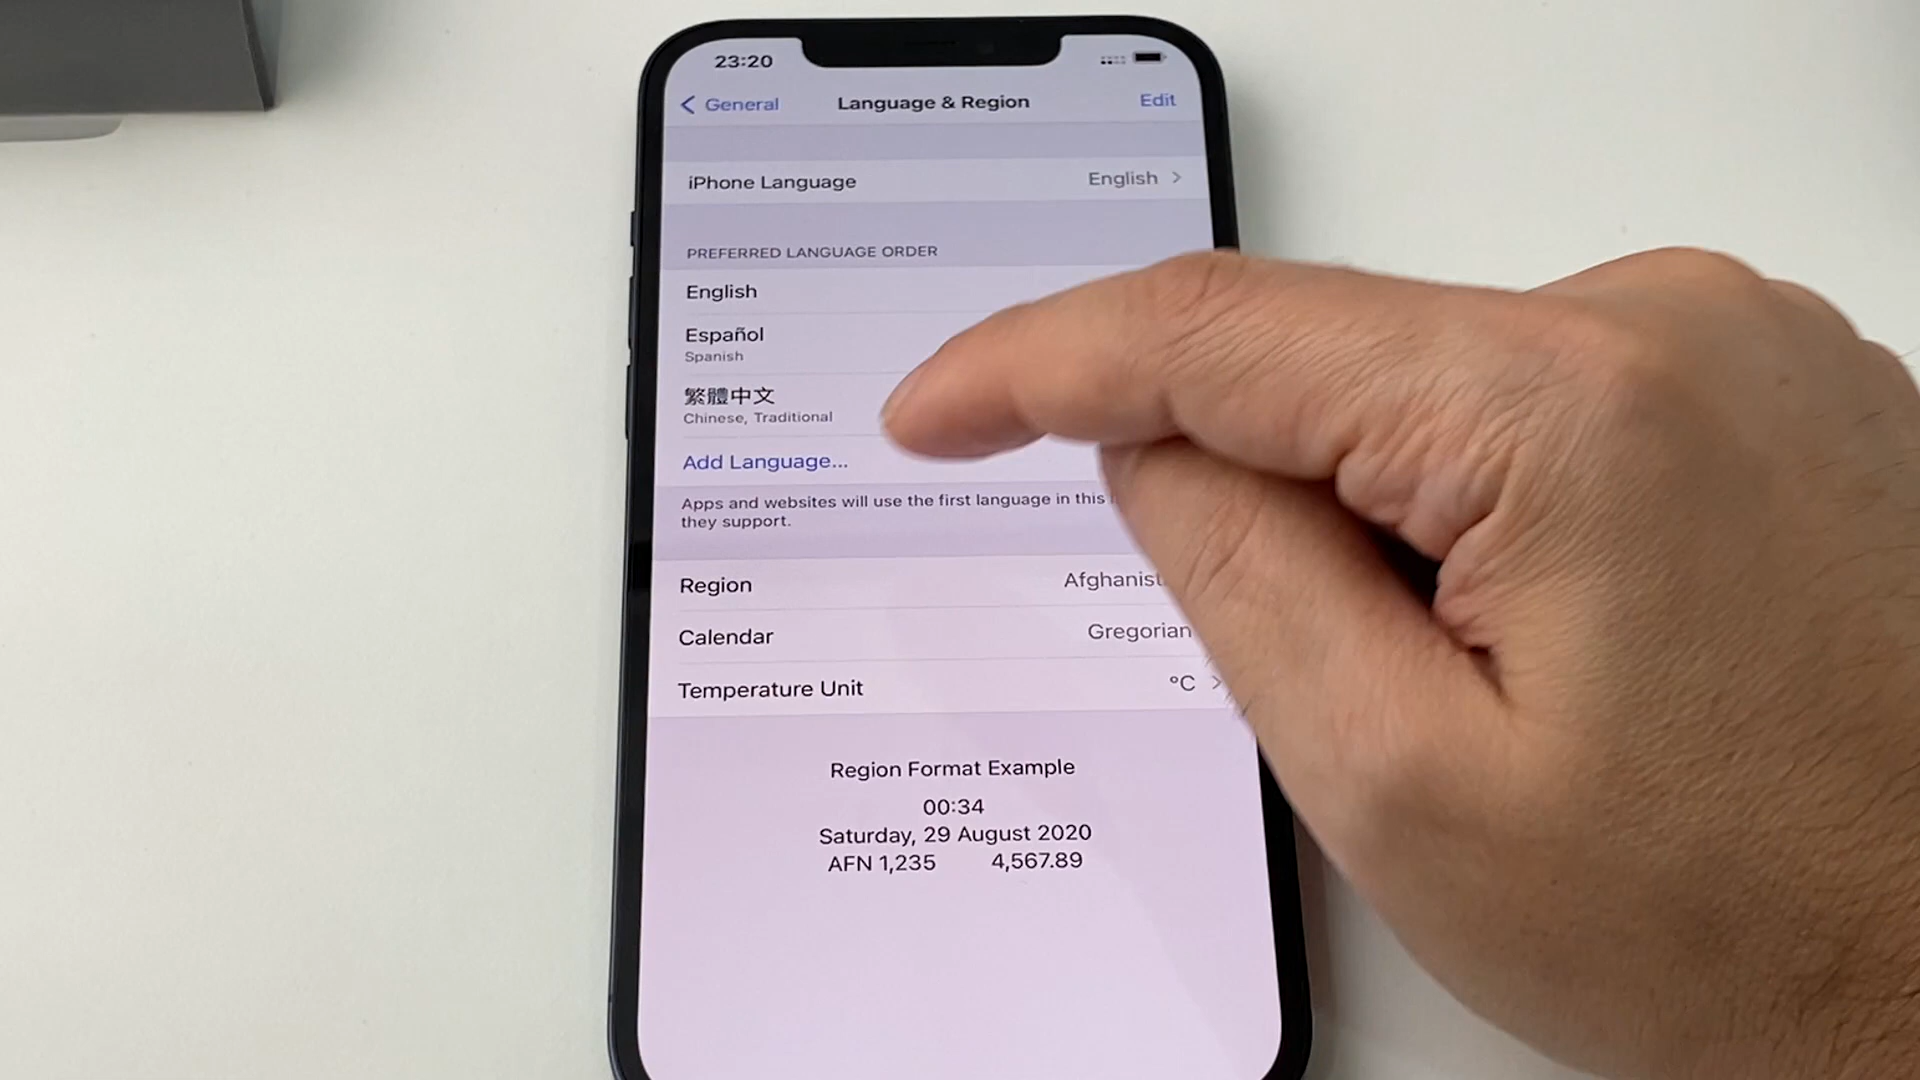 23:20
General
Language & Region
Edit
iPhone Language
English
PREFERRED LANGUAGE ORDER
English
Español
Spanish
繁體中文
Chinese, Traditional
Add Language...
Apps and websites will use the first language in this
they support.
Region
Calendar
Gregorian
Temperature Unit
°C
Region Format Example
00:34
Saturday, 29 August 2020
AFN 1,235
4,567.89